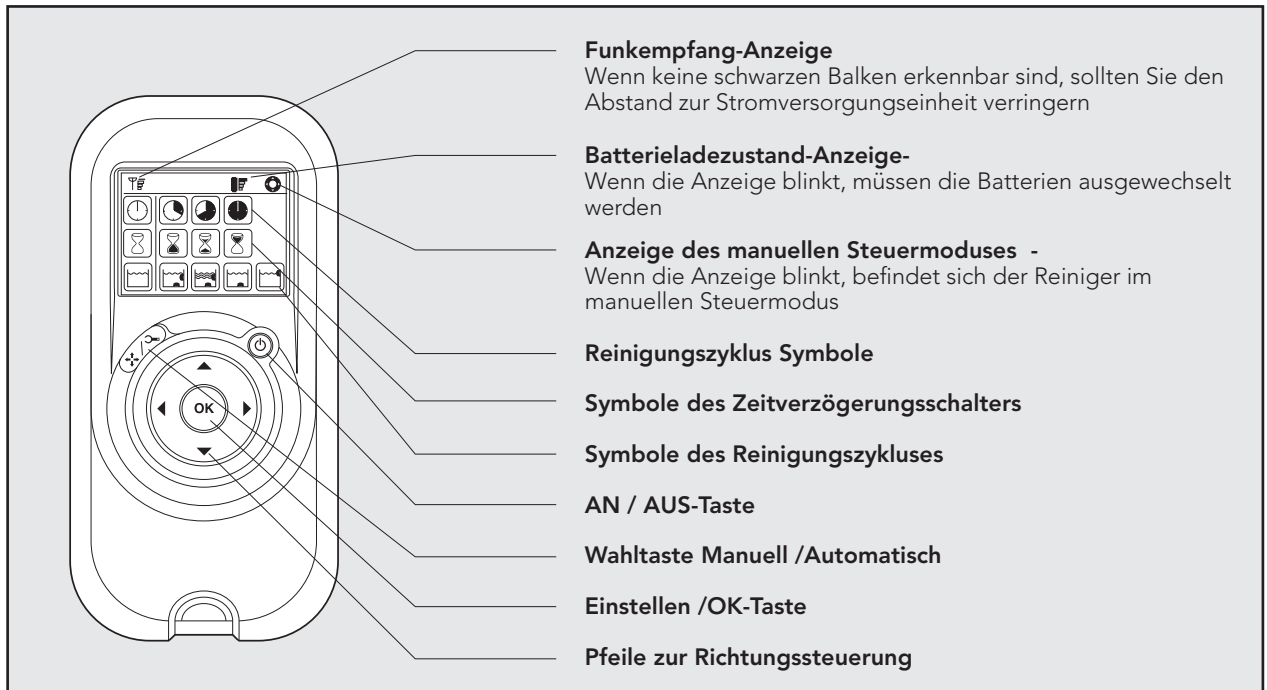 Funkempfang-Anzeige
Wenn keine schwarzen Balken erkennbar sind, sollten Sie den
Abstand zur Stromversorgungseinheit verringern
Batterieladezustand-Anzeige-
Wenn die Anzeige blinkt, müssen die Batterien ausgewechselt
werden
Anzeige des manuellen Steuermoduses -
Wenn die Anzeige blinkt, befindet sich der Reiniger im
manuellen Steuermodus
Reinigungszyklus Symbole
Symbole des Zeitverzögerungsschalters
Symbole des Reinigungszykluses
AN / AUS-Taste
Wahltaste Manuell /Automatisch
Einstellen /OK-Taste
Pfeile zur Richtungssteuerung
OK